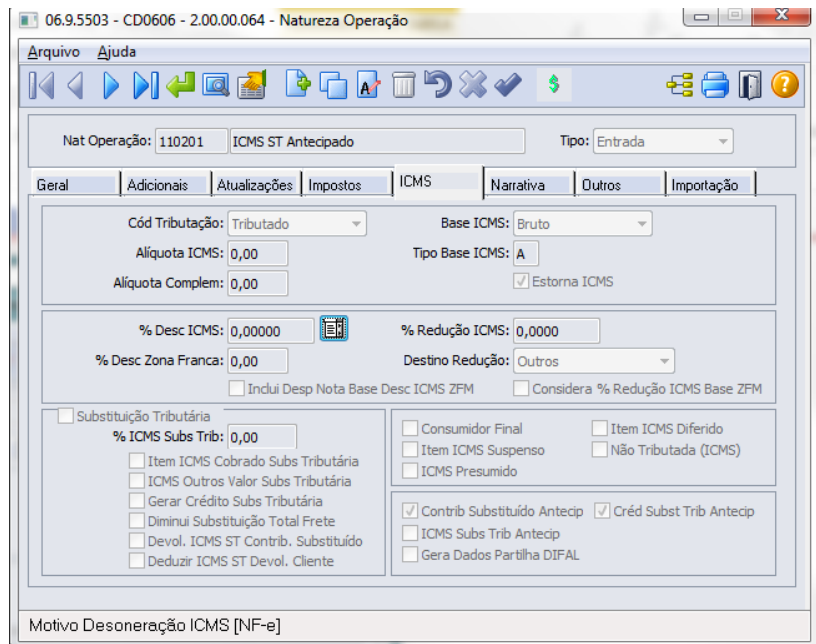 06.9.5503 - CD0606 - 2.00.00.064 - Natureza Operação
Arquivo Ajuda
Nat Operação: 110201 ICMS ST Antecipado Tipo: Entrada
Geral Adicionais Atualizações Impostos ICMS Narrativa Outros Importação
Cód Tributação: Tributado Base ICMS: Bruto
Alíquota ICMS: 0,00 Tipo Base ICMS: A
Alíquota Complem: 0,00 Estorna ICMS
% Desc ICMS: 0,00000 % Redução ICMS: 0,0000
% Desc Zona Franca: 0,00 Destino Redução: Outros
Inclui Desp Nota Base Desc ICMS ZFM Considera % Redução ICMS Base ZFM
Substituição Tributária
% ICMS Subs Trib: 0,00
Item ICMS Cobrado Subs Tributária
ICMS Outros Valor Subs Tributária
Gerar Crédito Subs Tributária
Diminui Substituição Total Frete
Devol. ICMS ST Contrib. Substituído
Deduzir ICMS ST Devol. Cliente
Consumidor Final Item ICMS Diferido
Item ICMS Suspenso Não Tributada (ICMS)
ICMS Presumido
Contrib Substituído Antecip Créd Subst Trib Antecip
ICMS Subs Trib Antecip
Gera Dados Partilha DIFAL
Motivo Desoneração ICMS [NF-e]